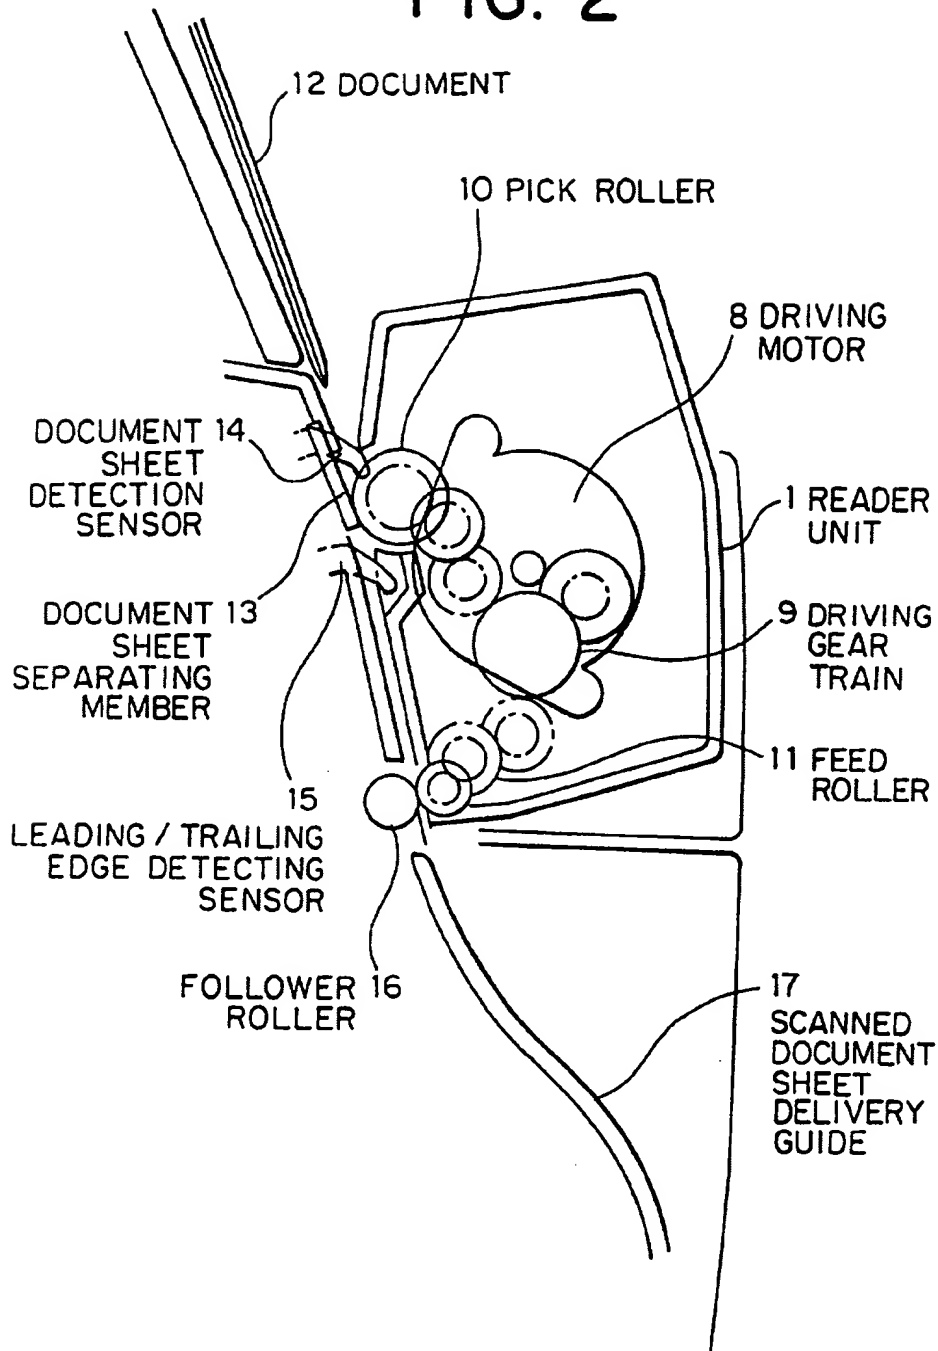 FIG. 2
12 DOCUMENT
10 PICK ROLLER
8 DRIVING
MOTOR
DOCUMENT 14
SHEET
DETECTION
SENSOR
1 READER
UNIT
DOCUMENT 13
SHEET
SEPARATING
MEMBER
9 DRIVING
GEAR
TRAIN
11 FEED
ROLLER
15
LEADING / TRAILING
EDGE DETECTING
SENSOR
FOLLOWER 16
ROLLER
17
SCANNED
DOCUMENT
SHEET
DELIVERY
GUIDE